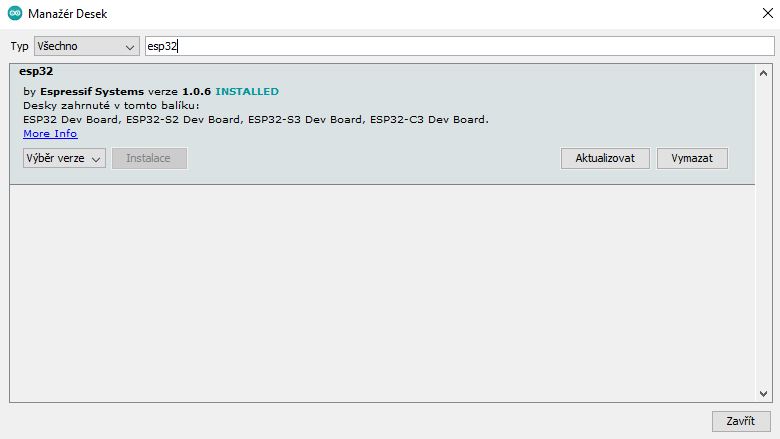 Manažér Desek
Typ Všechno esp32
esp32
by Espressif Systems verze 1.0.6 INSTALLED
Desky zahrnuté v tomto balíku:
ESP32 Dev Board, ESP32-S2 Dev Board, ESP32-S3 Dev Board, ESP32-C3 Dev Board.
More Info
Výběr verze Instalace Aktualizovat Vymazat
Zavřít